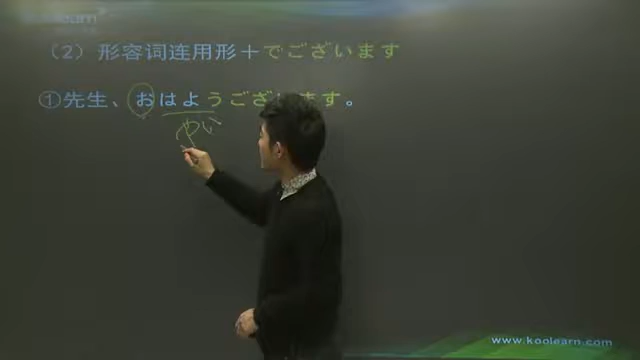 koolearn
（2）形容词连用形＋でございます
①先生、おはようございます。
やい
www.koolearn.com